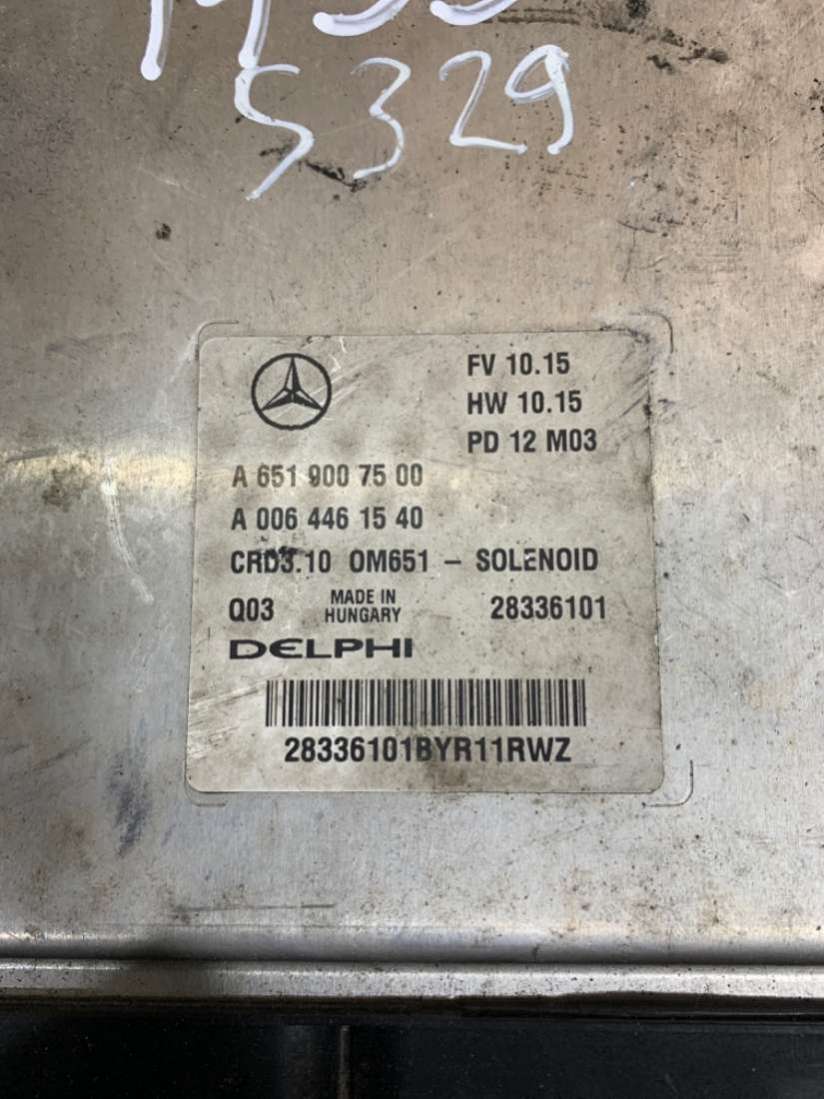 5329
FV 10.15
HW 10.15
PD 12 M03
A 651 900 75 00
A 006 446 15 40
CRD3.10 OM651 – SOLENOID
Q03 MADE IN HUNGARY 28336101
DELPHI
28336101BYR11RWZ